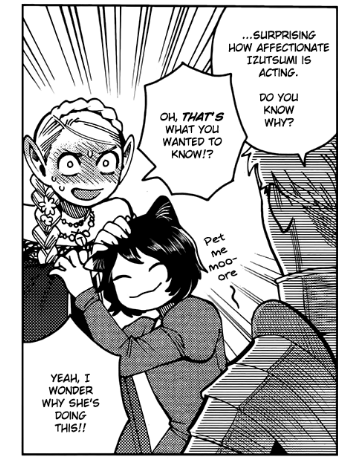 ...SURPRISING
HOW AFFECTIONATE
IZUTSUMI IS
ACTING.
DO YOU
KNOW
WHY?
OH, THAT'S
WHAT YOU
WANTED TO
KNOW!?
Pet
me
moo-
ore
YEAH, I
WONDER
WHY SHE'S
DOING
THIS!!